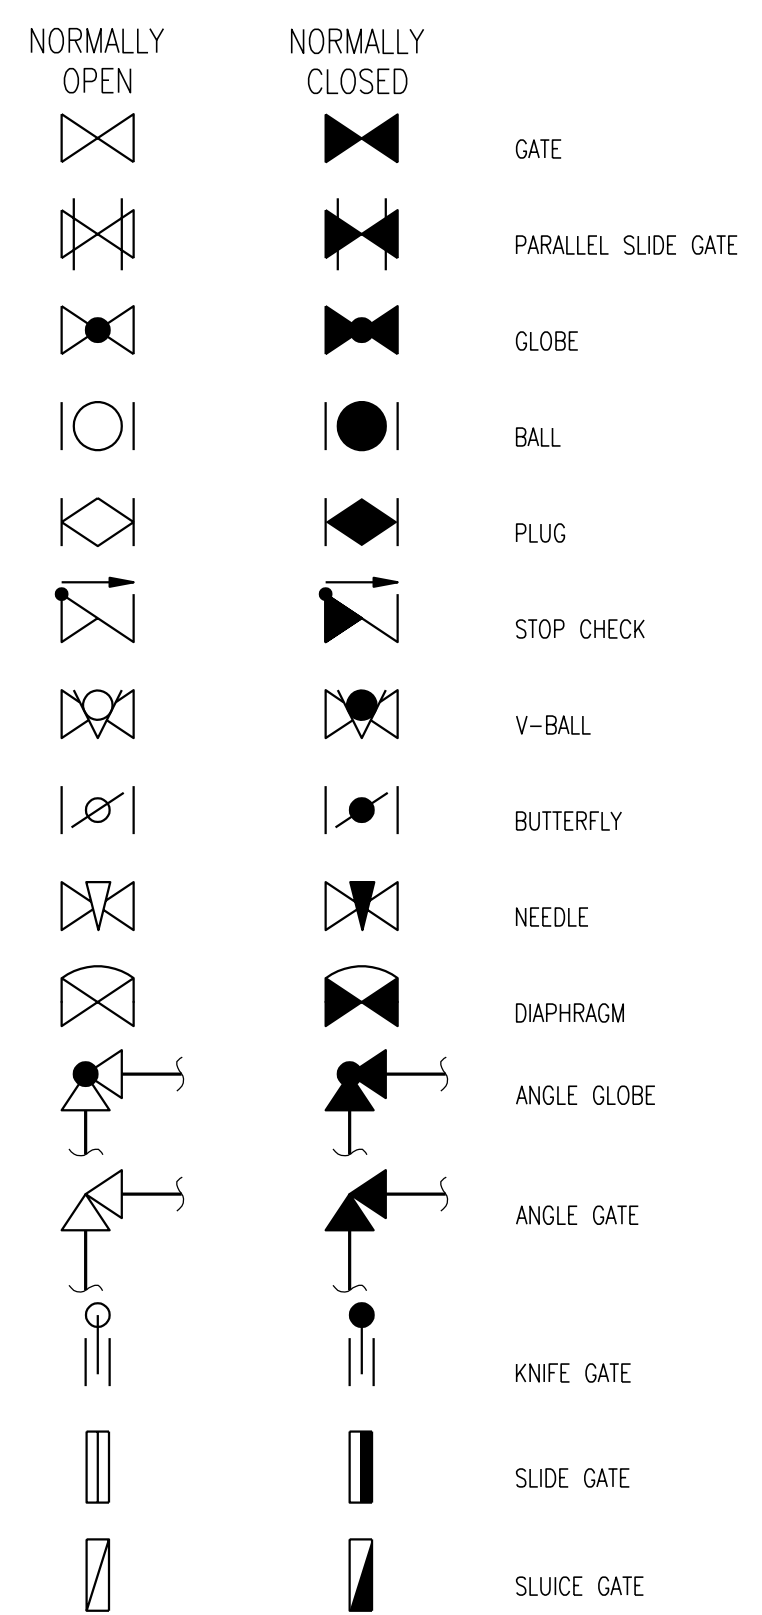 NORMALLY OPEN
NORMALLY CLOSED
GATE
PARALLEL SLIDE GATE
GLOBE
BALL
PLUG
STOP CHECK
V-BALL
BUTTERFLY
NEEDLE
DIAPHRAGM
ANGLE GLOBE
ANGLE GATE
KNIFE GATE
SLIDE GATE
SLUICE GATE